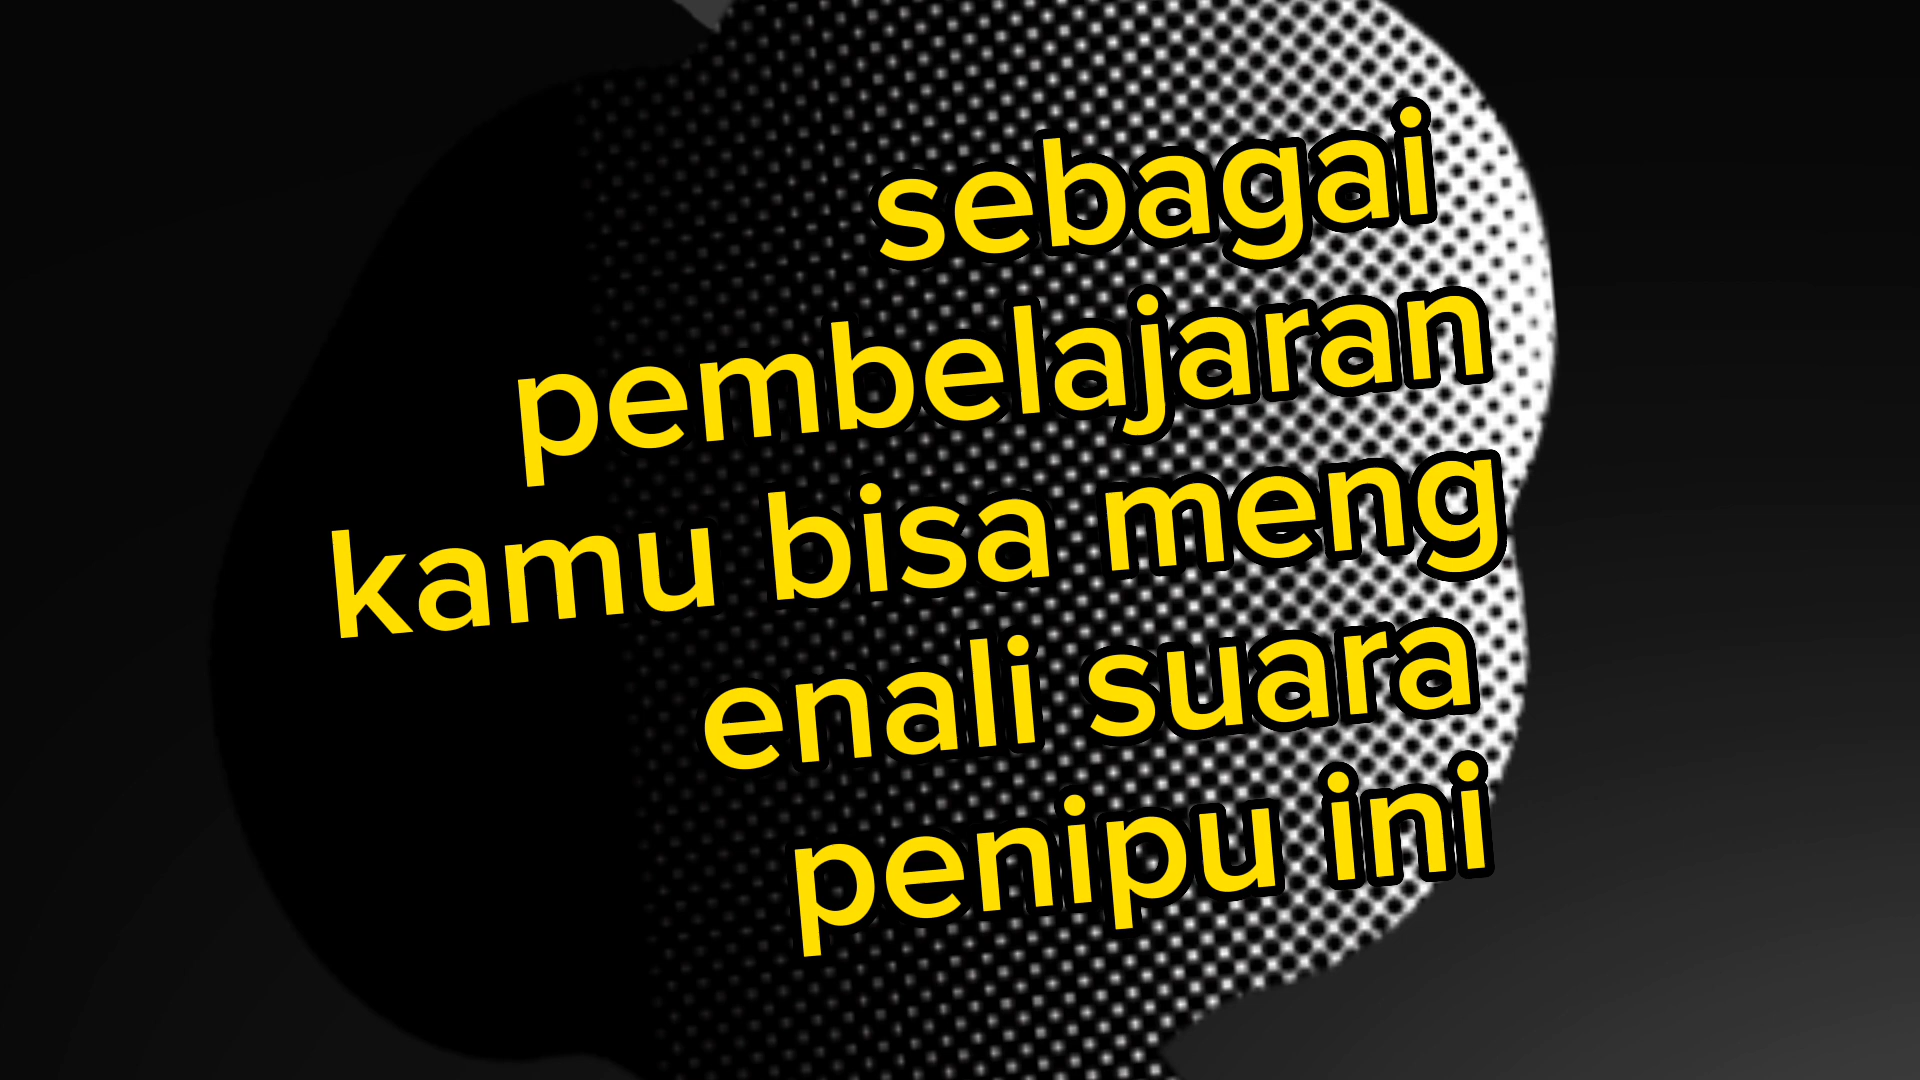 sebagai
pembelajaran
kamu bisa meng
enali suara
penipu ini